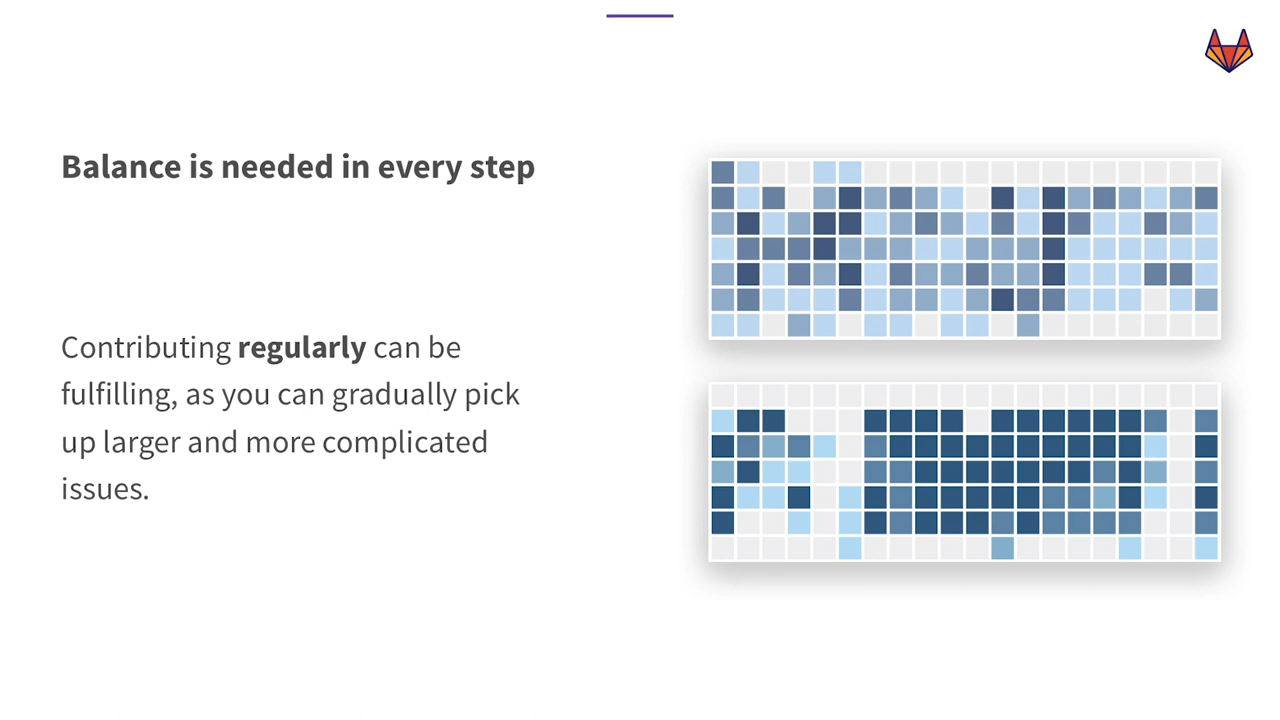 Balance is needed in every step
Contributing regularly can be
fulfilling, as you can gradually pick
up larger and more complicated
issues.